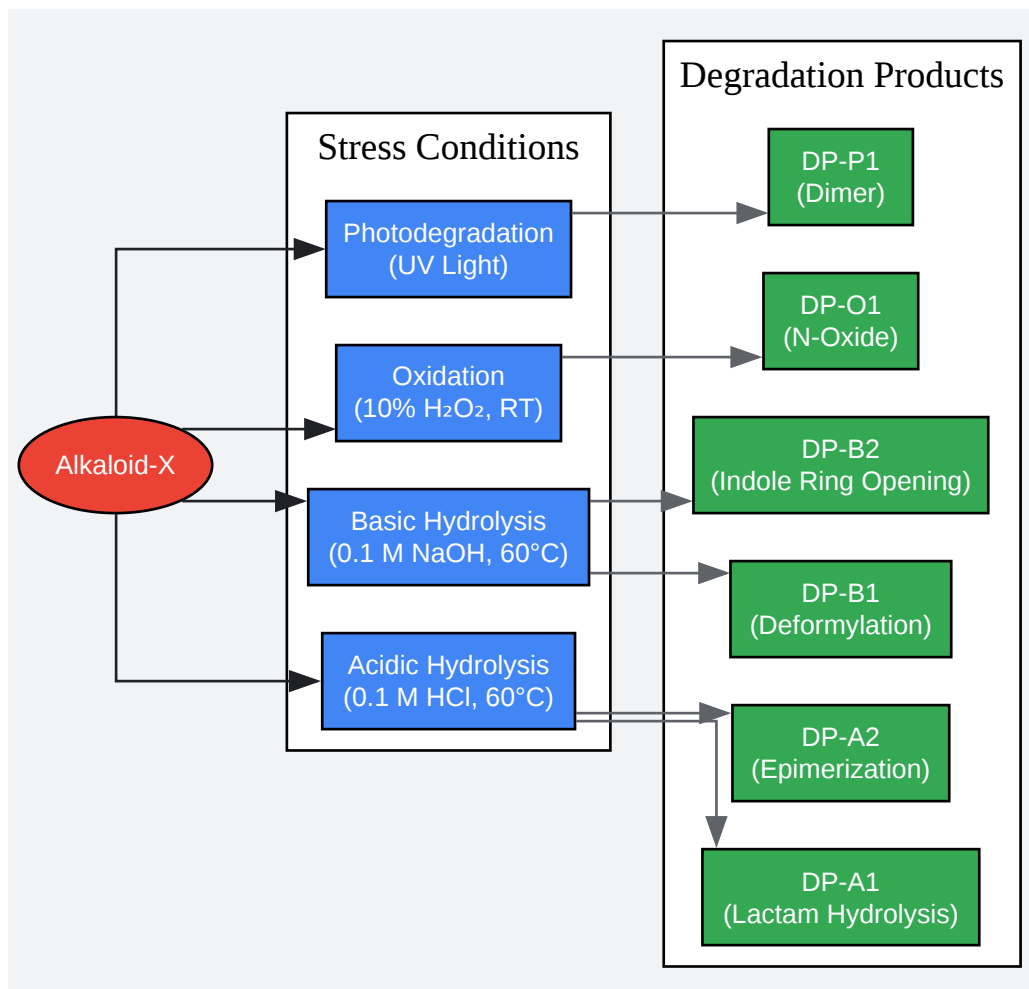 Alkaloid-X
Stress Conditions
Photodegradation
(UV Light)
Oxidation
(10% H₂O₂, RT)
Basic Hydrolysis
(0.1 M NaOH, 60°C)
Acidic Hydrolysis
(0.1 M HCl, 60°C)
Degradation Products
DP-P1
(Dimer)
DP-O1
(N-Oxide)
DP-B2
(Indole Ring Opening)
DP-B1
(Deformylation)
DP-A2
(Epimerization)
DP-A1
(Lactam Hydrolysis)